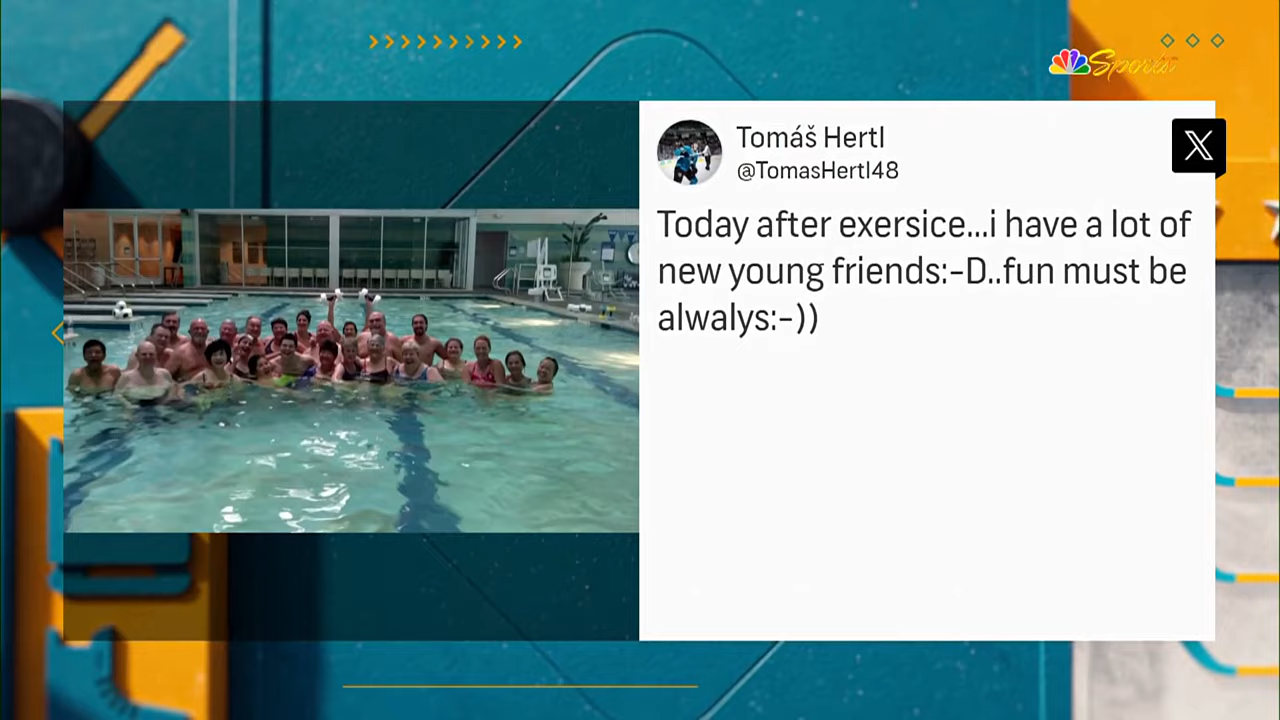 Sports
Tomáš Hertl
@TomasHertl48
Today after exersice...i have a lot of
new young friends:-D..fun must be
alwalys:-))